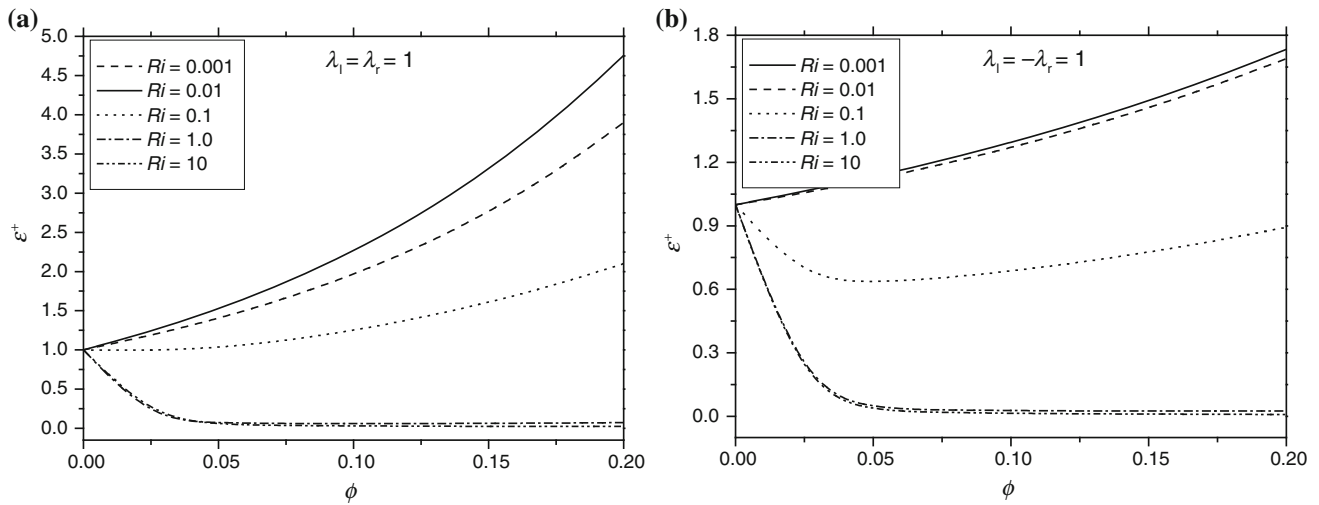 (a)
λl = λr = 1
Ri = 0.001
Ri = 0.01
Ri = 0.1
Ri = 1.0
Ri = 10
5.0
4.5
4.0
3.5
3.0
2.5
2.0
1.5
1.0
0.5
0.0
ε+
0.00 0.05 0.10 0.15 0.20
ϕ
(b)
λl = −λr = 1
Ri = 0.001
Ri = 0.01
Ri = 0.1
Ri = 1.0
Ri = 10
1.8
1.5
1.2
0.9
0.6
0.3
0.0
ε+
0.00 0.05 0.10 0.15 0.20
ϕ